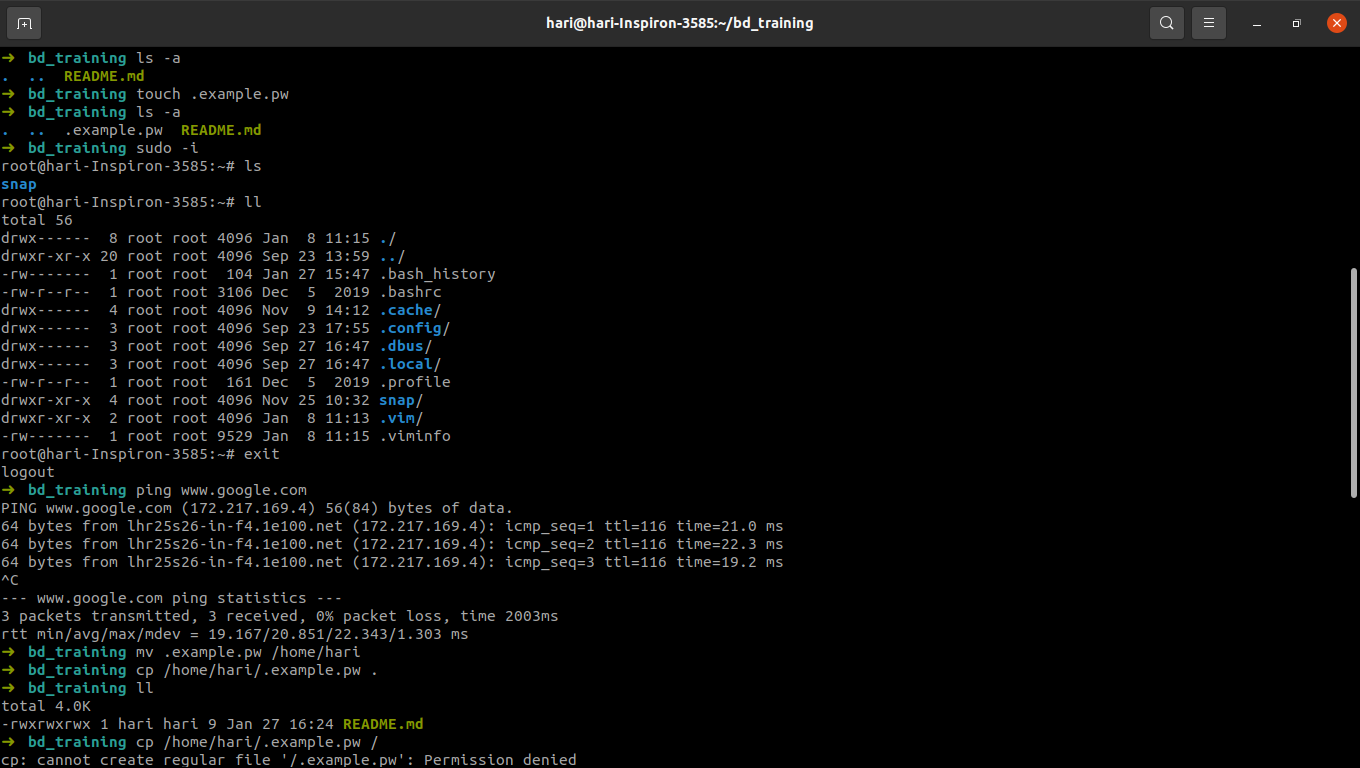 hari@hari-Inspiron-3585:~/bd_training
➜  bd_training ls -a
.  ..  README.md
➜  bd_training touch .example.pw
➜  bd_training ls -a
.  ..  .example.pw  README.md
➜  bd_training sudo -i
root@hari-Inspiron-3585:~# ls
snap
root@hari-Inspiron-3585:~# ll
total 56
drwx------  8 root root 4096 Jan  8 11:15 ./
drwxr-xr-x 20 root root 4096 Sep 23 13:59 ../
-rw-------  1 root root  104 Jan 27 15:47 .bash_history
-rw-r--r--  1 root root 3106 Dec  5  2019 .bashrc
drwx------  4 root root 4096 Nov  9 14:12 .cache/
drwx------  3 root root 4096 Sep 23 17:55 .config/
drwx------  3 root root 4096 Sep 27 16:47 .dbus/
drwx------  3 root root 4096 Sep 27 16:47 .local/
-rw-r--r--  1 root root  161 Dec  5  2019 .profile
drwxr-xr-x  4 root root 4096 Nov 25 10:32 snap/
drwxr-xr-x  2 root root 4096 Jan  8 11:13 .vim/
-rw-------  1 root root 9529 Jan  8 11:15 .viminfo
root@hari-Inspiron-3585:~# exit
logout
➜  bd_training ping www.google.com
PING www.google.com (172.217.169.4) 56(84) bytes of data.
64 bytes from lhr25s26-in-f4.1e100.net (172.217.169.4): icmp_seq=1 ttl=116 time=21.0 ms
64 bytes from lhr25s26-in-f4.1e100.net (172.217.169.4): icmp_seq=2 ttl=116 time=22.3 ms
64 bytes from lhr25s26-in-f4.1e100.net (172.217.169.4): icmp_seq=3 ttl=116 time=19.2 ms
^C
--- www.google.com ping statistics ---
3 packets transmitted, 3 received, 0% packet loss, time 2003ms
rtt min/avg/max/mdev = 19.167/20.851/22.343/1.303 ms
➜  bd_training mv .example.pw /home/hari
➜  bd_training cp /home/hari/.example.pw .
➜  bd_training ll
total 4.0K
-rwxrwxrwx 1 hari hari 9 Jan 27 16:24 README.md
➜  bd_training cp /home/hari/.example.pw /
cp: cannot create regular file '/.example.pw': Permission denied